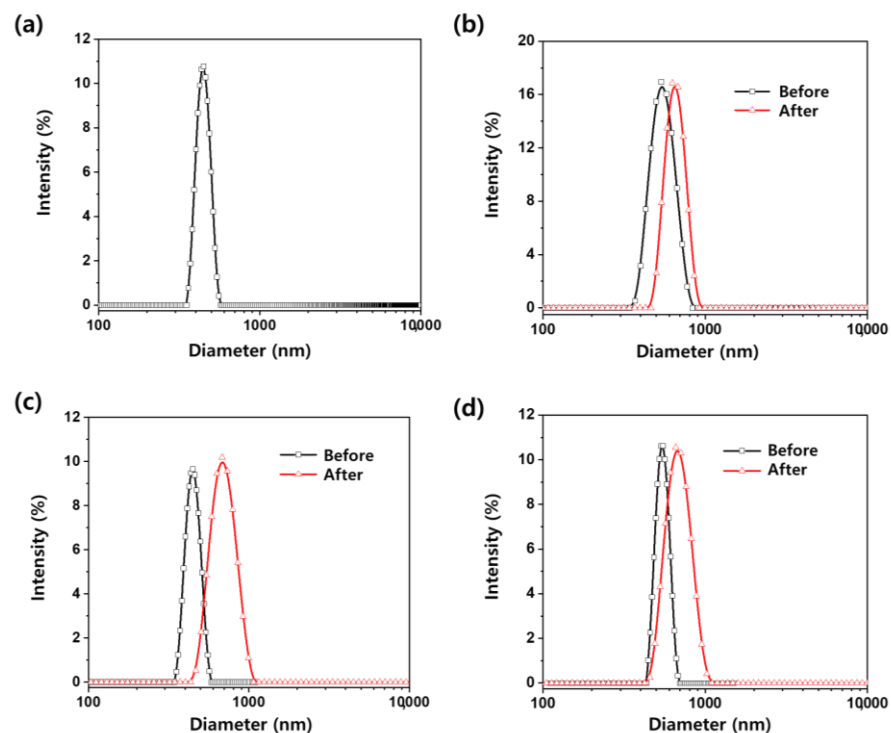 (a)
12
10
8
6
4
2
0
Intensity (%)
100
1000
10000
Diameter (nm)
(b)
20
16
12
8
4
0
Intensity (%)
Before
After
100
1000
10000
Diameter (nm)
(c)
12
10
8
6
4
2
0
Intensity (%)
Before
After
100
1000
10000
Diameter (nm)
(d)
12
10
8
6
4
2
0
Intensity (%)
Before
After
100
1000
10000
Diameter (nm)